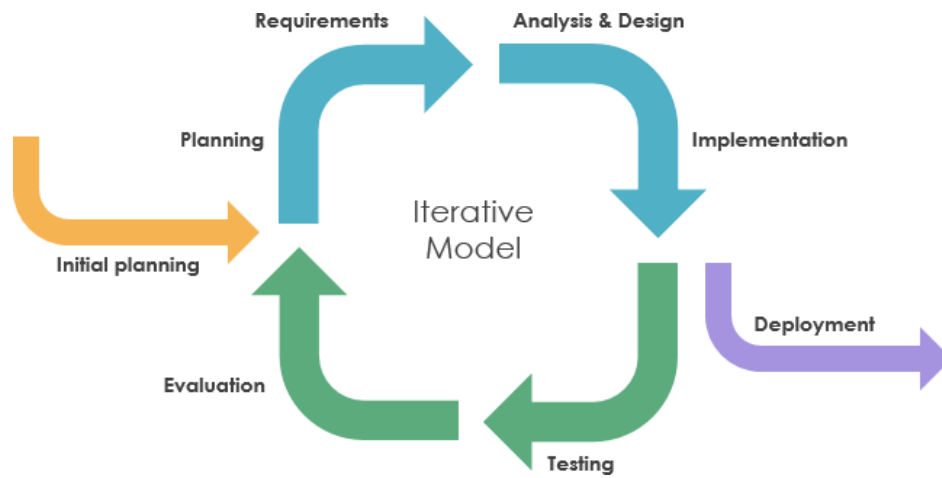 Requirements
Analysis & Design
Planning
Implementation
Iterative
Model
Initial planning
Deployment
Evaluation
Testing